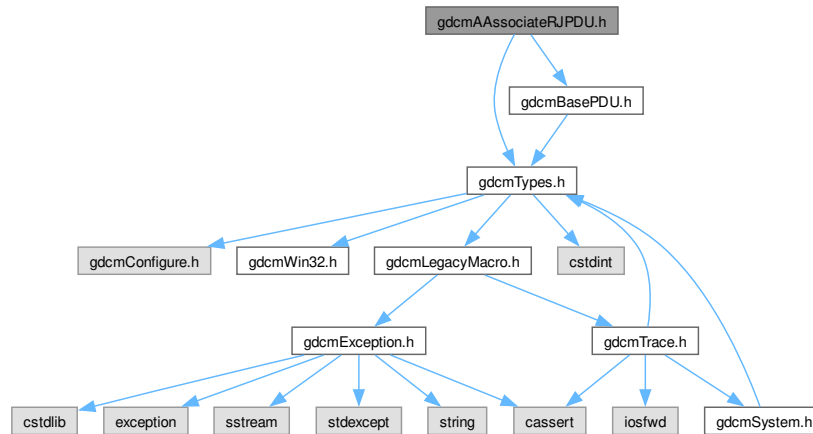 gdcmAAssociateRJPDU.h
gdcmBasePDU.h
gdcmTypes.h
gdcmConfigure.h
gdcmWin32.h
gdcmLegacyMacro.h
cstdint
gdcmException.h
gdcmTrace.h
cstdlib
exception
sstream
stdexcept
string
cassert
iosfwd
gdcmSystem.h